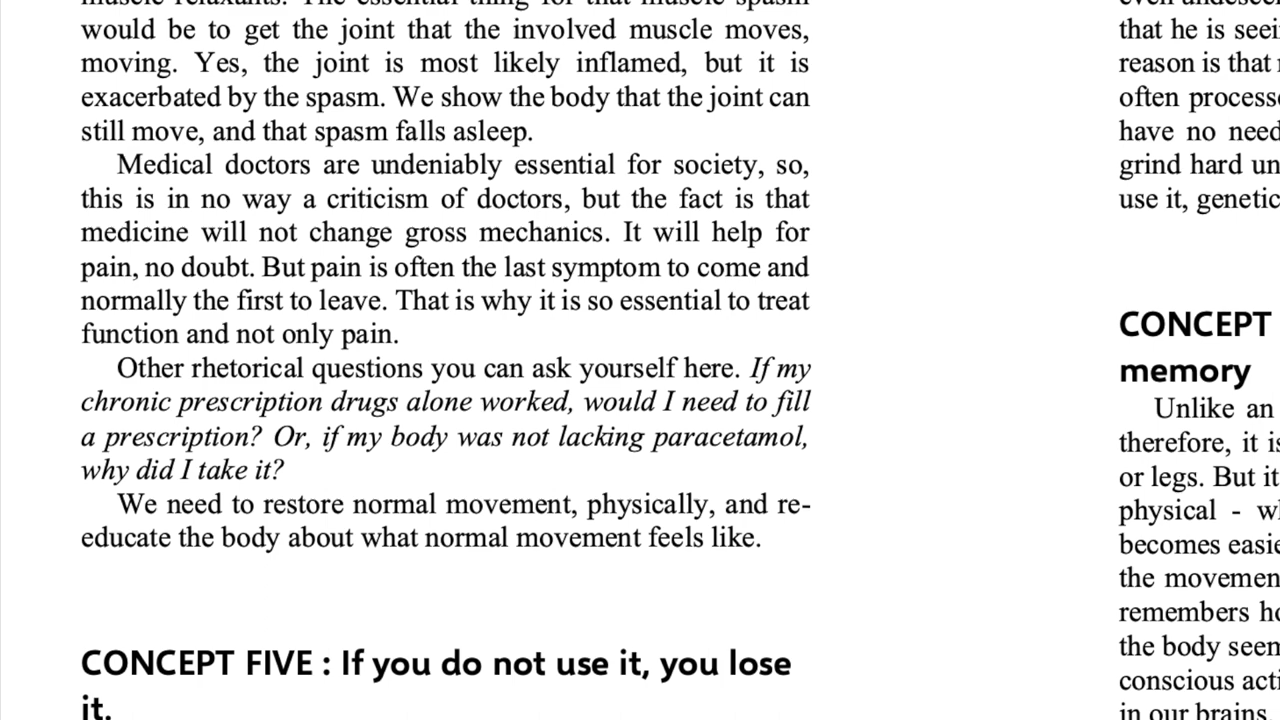 would be to get the joint that the involved muscle moves,
moving. Yes, the joint is most likely inflamed, but it is
exacerbated by the spasm. We show the body that the joint can
still move, and that spasm falls asleep.
Medical doctors are undeniably essential for society, so,
this is in no way a criticism of doctors, but the fact is that
medicine will not change gross mechanics. It will help for
pain, no doubt. But pain is often the last symptom to come and
normally the first to leave. That is why it is so essential to treat
function and not only pain.
Other rhetorical questions you can ask yourself here. If my
chronic prescription drugs alone worked, would I need to fill
a prescription? Or, if my body was not lacking paracetamol,
why did I take it?
We need to restore normal movement, physically, and re-
educate the body about what normal movement feels like.
CONCEPT FIVE : If you do not use it, you lose
it.
that he is
reason is that
often
have no need
grind hard
use it,
CONCEPT
memory
Unlike an
therefore, it
or legs. But it
physical -
becomes
the
remembers
the body
conscious
in our brains